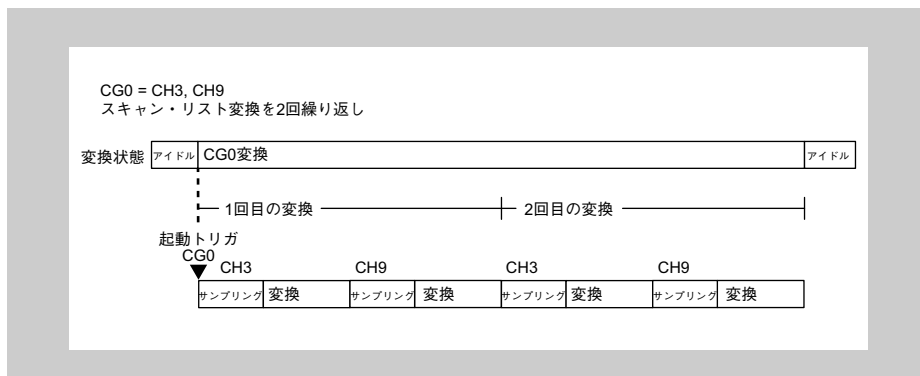 CG0 = CH3, CH9
スキャン・リスト変換を2回繰り返し
変換状態 アイドル CG0変換 アイドル
1回目の変換 2回目の変換
起動トリガ
CG0
CH3 CH9 CH3 CH9
サンプリング 変換 サンプリング 変換 サンプリング 変換 サンプリング 変換